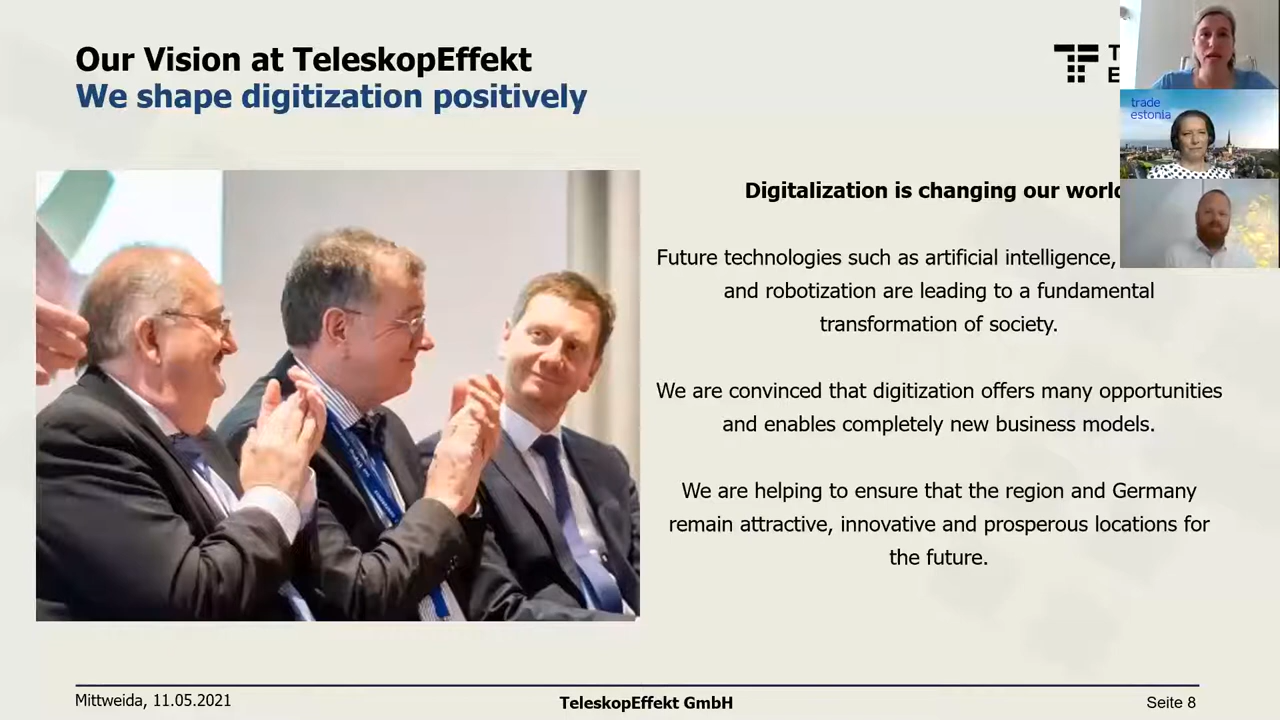 Our Vision at TeleskopEffekt
We shape digitization positively
trade
estonia
Digitalization is changing our
Future technologies such as artificial intelligence,
and robotization are leading to a fundamental
transformation of society.
We are convinced that digitization offers many opportunities
and enables completely new business models.
We are helping to ensure that the region and Germany
remain attractive, innovative and prosperous locations for
the future.
Mittweida, 11.05.2021
TeleskopEffekt GmbH
Seite 8